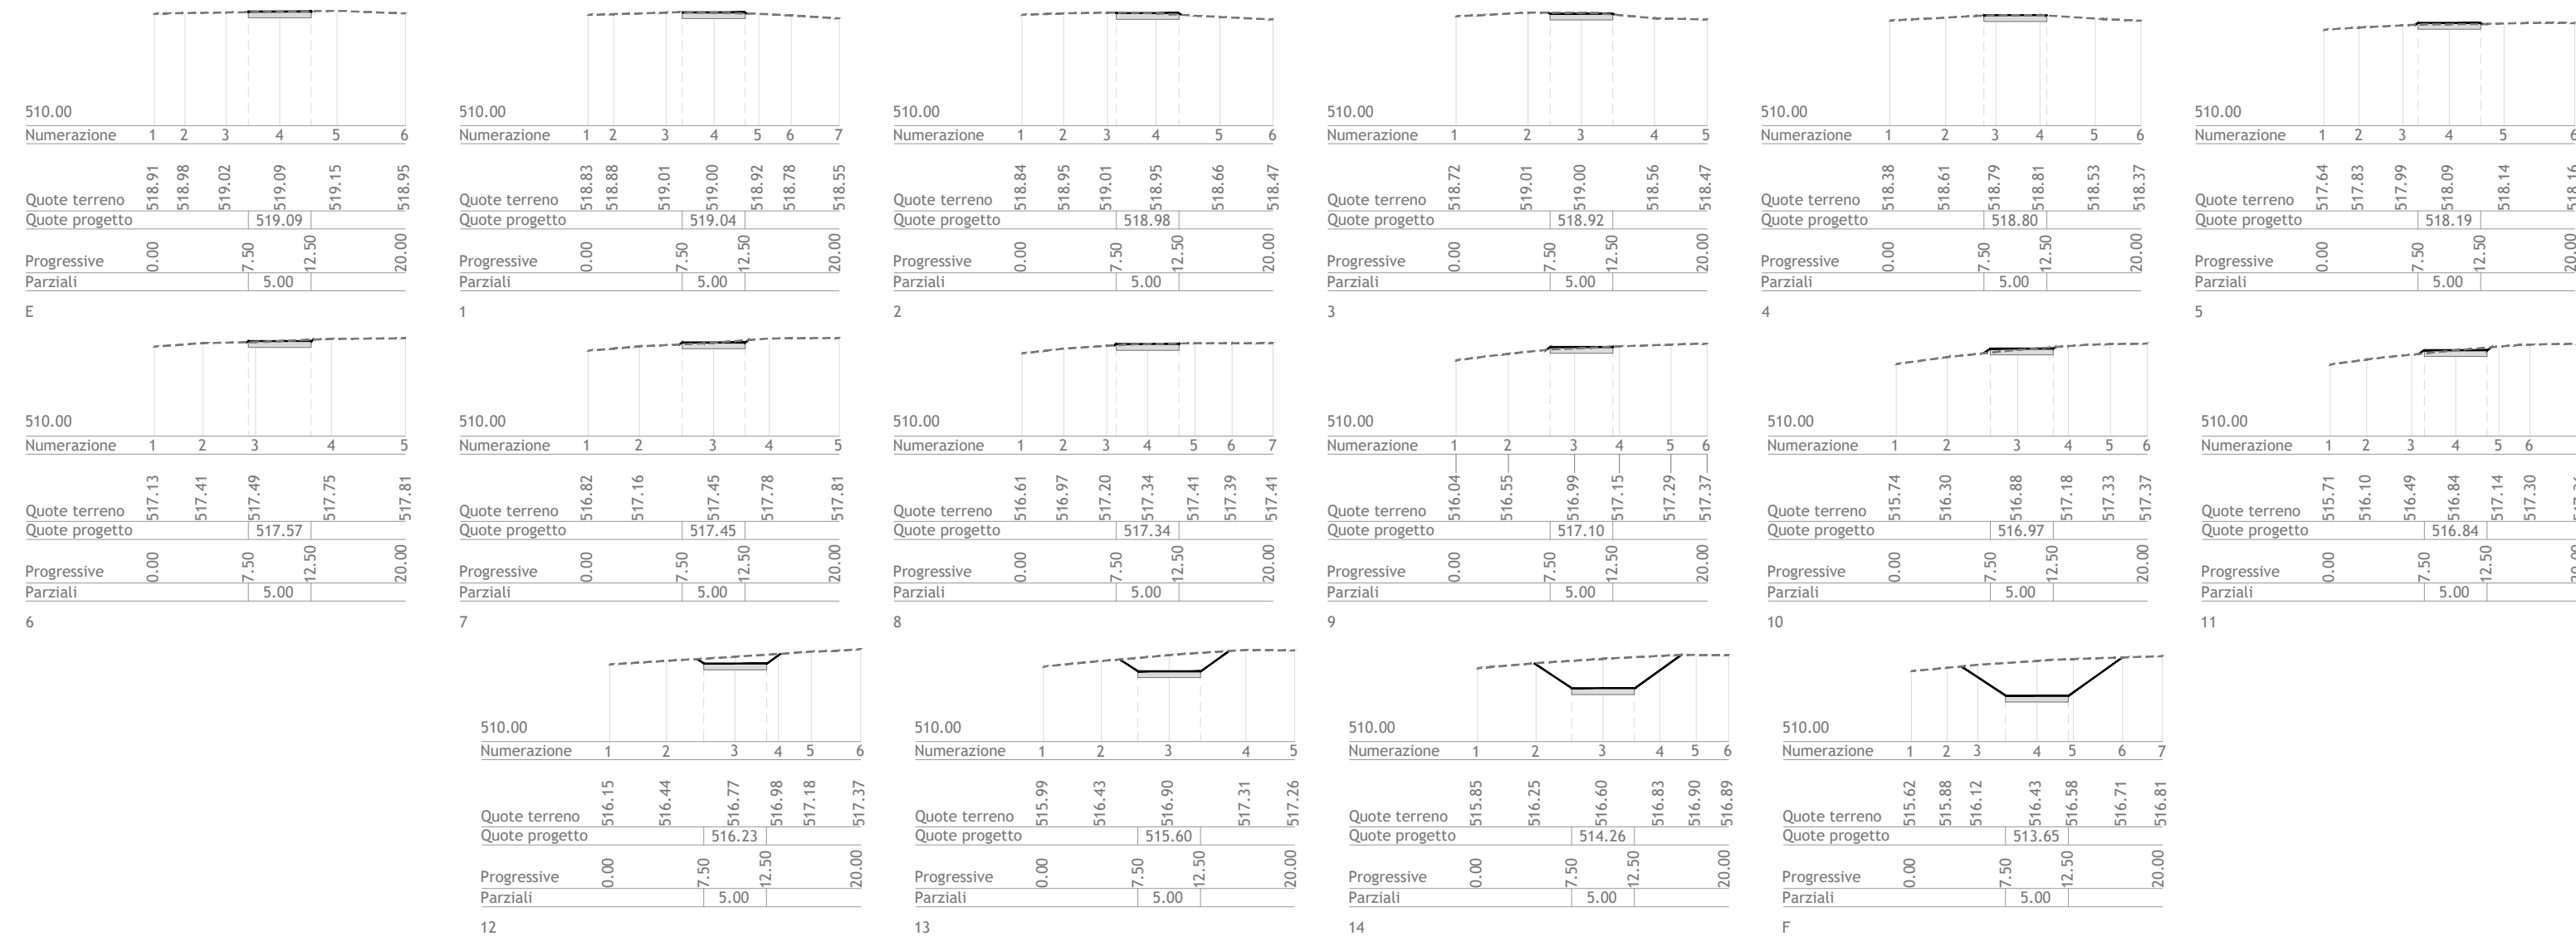 510.00
Numerazione 1 2 3 4 5 6
Quote terreno 518.91 518.98 519.02 519.09 519.15 518.95
Quote progetto 519.09
Progressive 0.00 7.50 12.50 20.00
Parziali 5.00
E
510.00
Numerazione 1 2 3 4 5 6 7
Quote terreno 518.83 518.88 519.01 519.00 518.92 518.78 518.55
Quote progetto 519.04
Progressive 0.00 7.50 12.50 20.00
Parziali 5.00
1
510.00
Numerazione 1 2 3 4 5 6
Quote terreno 518.84 518.95 519.01 518.95 518.66 518.47
Quote progetto 518.98
Progressive 0.00 7.50 12.50 20.00
Parziali 5.00
2
510.00
Numerazione 1 2 3 4 5
Quote terreno 518.72 519.01 519.00 518.56 518.47
Quote progetto 518.92
Progressive 0.00 7.50 12.50 20.00
Parziali 5.00
3
510.00
Numerazione 1 2 3 4 5 6
Quote terreno 518.38 518.61 518.79 518.81 518.53 518.37
Quote progetto 518.80
Progressive 0.00 7.50 12.50 20.00
Parziali 5.00
4
510.00
Numerazione 1 2 3 4 5 6
Quote terreno 517.64 517.83 517.99 518.09 518.14 518.16
Quote progetto 518.19
Progressive 0.00 7.50 12.50 20.00
Parziali 5.00
5
510.00
Numerazione 1 2 3 4 5
Quote terreno 517.13 517.41 517.49 517.75 517.81
Quote progetto 517.57
Progressive 0.00 7.50 12.50 20.00
Parziali 5.00
6
510.00
Numerazione 1 2 3 4 5
Quote terreno 516.82 517.16 517.45 517.78 517.81
Quote progetto 517.45
Progressive 0.00 7.50 12.50 20.00
Parziali 5.00
7
510.00
Numerazione 1 2 3 4 5 6 7
Quote terreno 516.61 516.97 517.20 517.34 517.41 517.39 517.41
Quote progetto 517.34
Progressive 0.00 7.50 12.50 20.00
Parziali 5.00
8
510.00
Numerazione 1 2 3 4 5 6
Quote terreno 516.04 516.55 516.99 517.15 517.29 517.37
Quote progetto 517.10
Progressive 0.00 7.50 12.50 20.00
Parziali 5.00
9
510.00
Numerazione 1 2 3 4 5 6
Quote terreno 515.74 516.30 516.88 517.18 517.33 517.37
Quote progetto 516.97
Progressive 0.00 7.50 12.50 20.00
Parziali 5.00
10
510.00
Numerazione 1 2 3 4 5 6
Quote terreno 515.71 516.10 516.49 516.84 517.14 517.30
Quote progetto 516.84
Progressive 0.00 7.50 12.50
Parziali 5.00
11
510.00
Numerazione 1 2 3 4 5 6
Quote terreno 516.15 516.44 516.77 516.98 517.18 517.37
Quote progetto 516.23
Progressive 0.00 7.50 12.50 20.00
Parziali 5.00
12
510.00
Numerazione 1 2 3 4 5
Quote terreno 515.99 516.43 516.90 517.31 517.26
Quote progetto 515.60
Progressive 0.00 7.50 12.50 20.00
Parziali 5.00
13
510.00
Numerazione 1 2 3 4 5 6
Quote terreno 515.85 516.25 516.60 516.83 516.90 516.89
Quote progetto 514.26
Progressive 0.00 7.50 12.50 20.00
Parziali 5.00
14
510.00
Numerazione 1 2 3 4 5 6 7
Quote terreno 515.62 515.88 516.12 516.43 516.58 516.71 516.81
Quote progetto 513.65
Progressive 0.00 7.50 12.50 20.00
Parziali 5.00
F